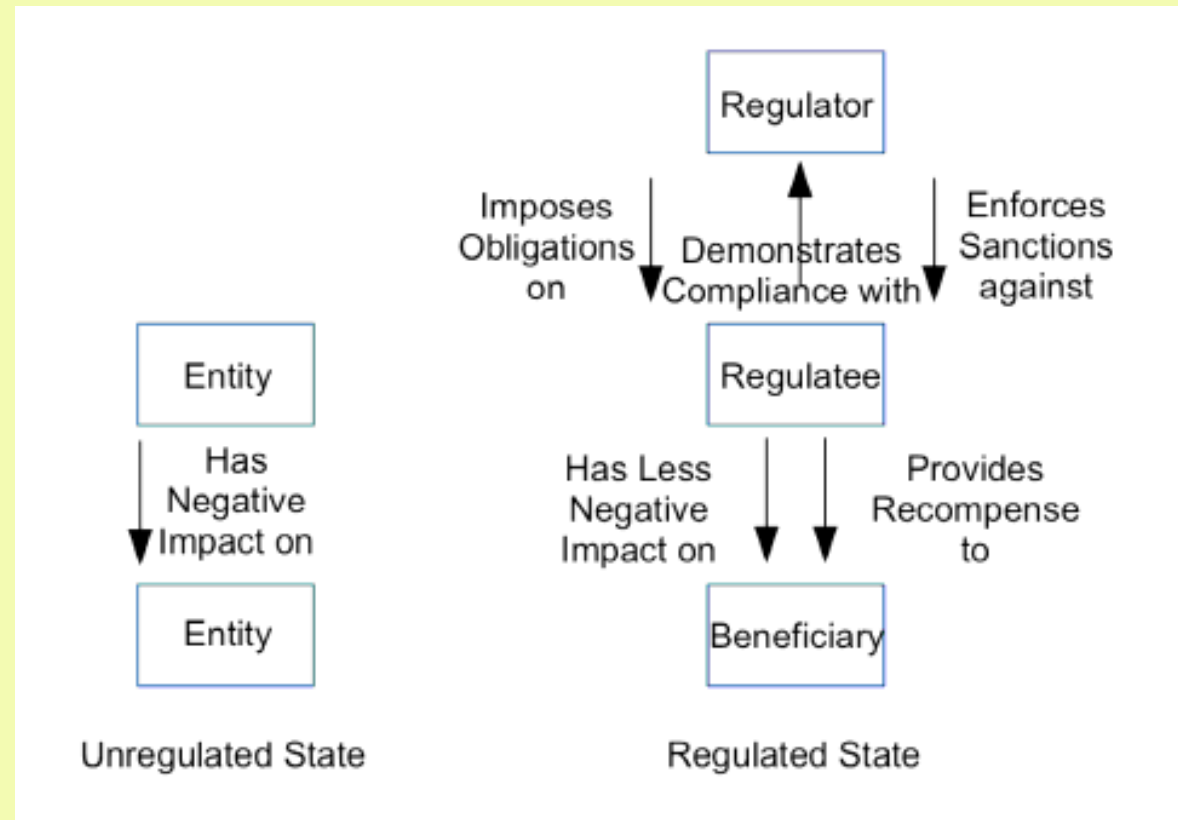 Regulator
Imposes
Obligations
on
Demonstrates
Compliance with
Enforces
Sanctions
against
Entity
Regulatee
Has
Negative
Impact on
Has Less
Negative
Impact on
Provides
Recompense
to
Entity
Beneficiary
Unregulated State
Regulated State